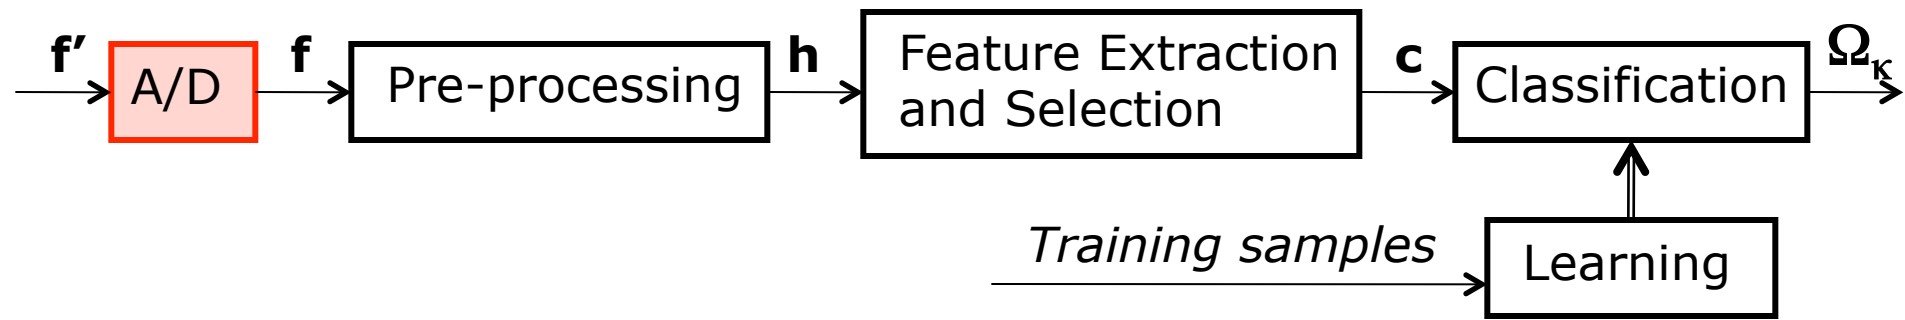 f’
A/D
f
Pre-processing
h
Feature Extraction
and Selection
c
Classification
Ωκ
Training samples
Learning